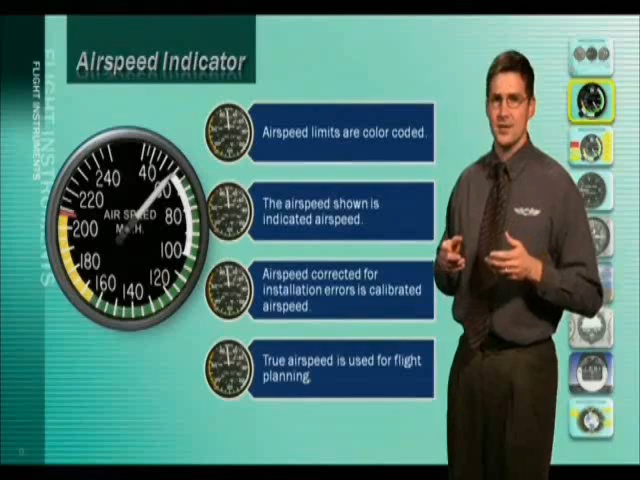 Airspeed Indicator
FLIGHT INSTRUMENTS
FLIGHT INSTRUMENTS
Airspeed limits are color coded.
The airspeed shown is
indicated airspeed.
Airspeed corrected for
installation errors is calibrated
airspeed.
True airspeed is used for flight
planning.
40
60
80
100
120
140
160
180
200
220
240
AIR SPEED
M.P.H.